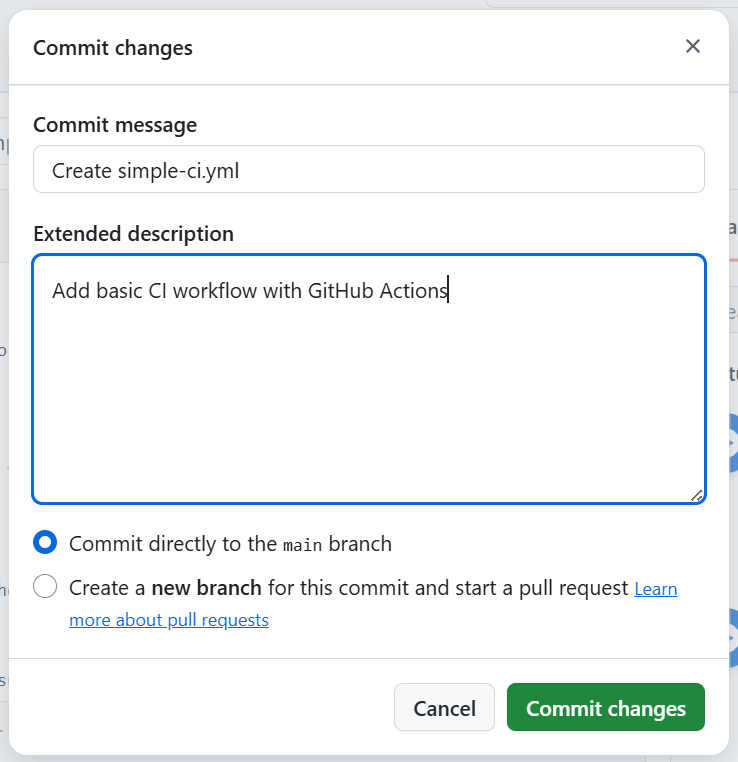 Commit changes
Commit message
Create simple-ci.yml
Extended description
Add basic CI workflow with GitHub Actions
Commit directly to the main branch
Create a new branch for this commit and start a pull request Learn
more about pull requests
Cancel
Commit changes